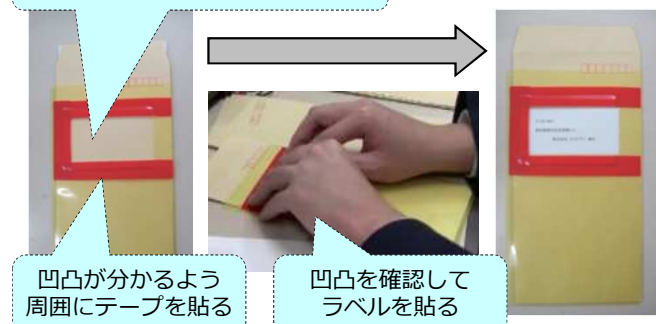 凹凸が分かるよう
周囲にテープを貼る
凹凸を確認して
ラベルを貼る